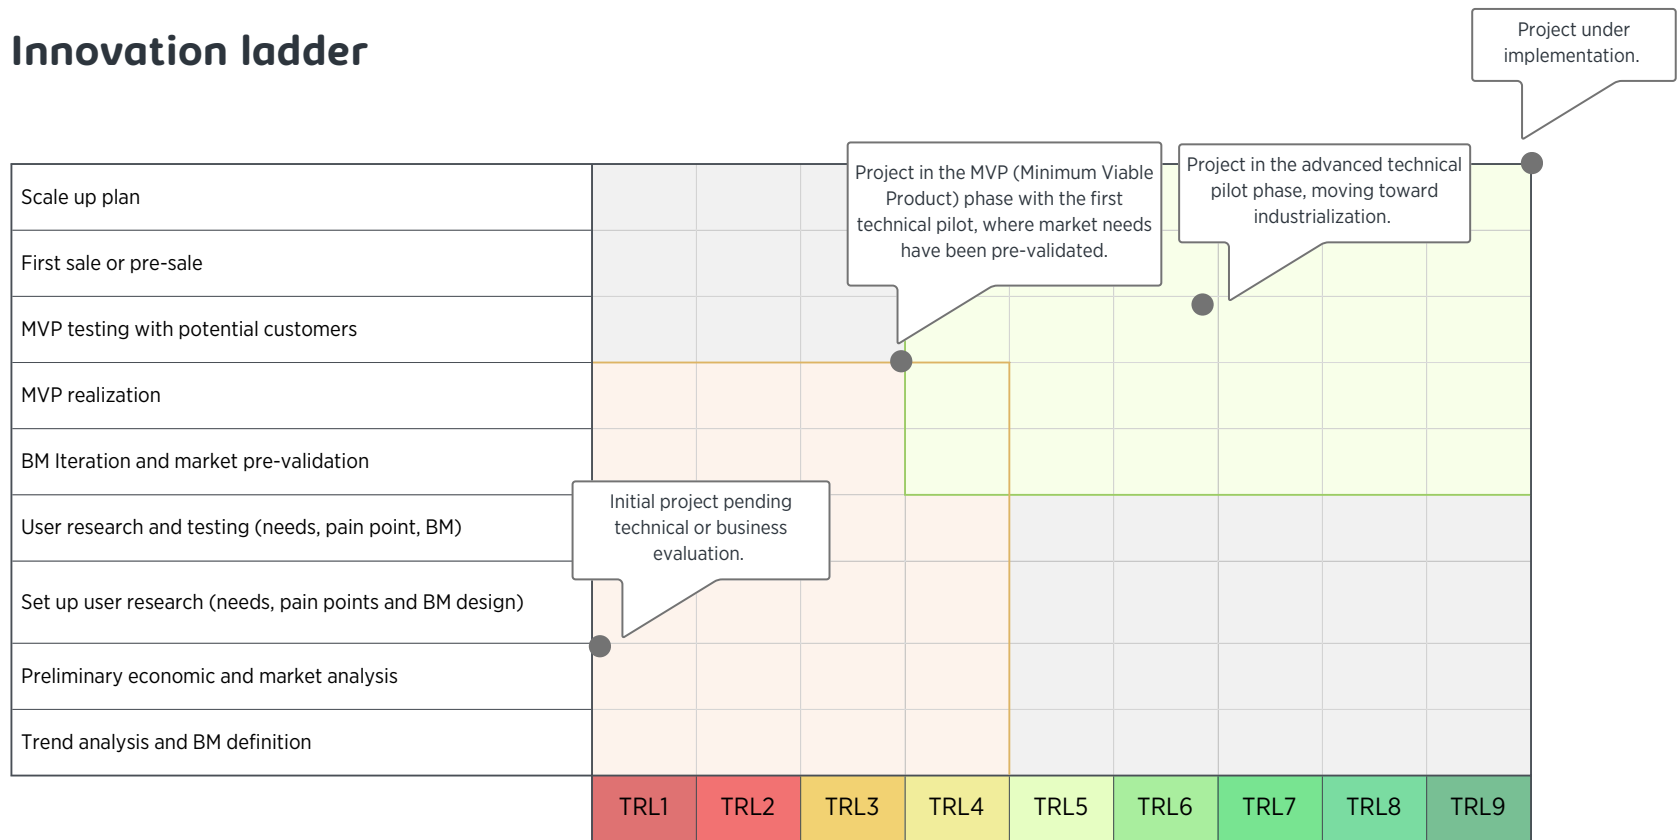 Innovation ladder
Project under
implementation.
Project in the MVP (Minimum Viable
Product) phase with the first
technical pilot, where market needs
have been pre-validated.
Project in the advanced technical
pilot phase, moving toward
industrialization.
Scale up plan
First sale or pre-sale
MVP testing with potential customers
MVP realization
BM Iteration and market pre-validation
Initial project pending
technical or business
evaluation.
User research and testing (needs, pain point, BM)
Set up user research (needs, pain points and BM design)
Preliminary economic and market analysis
Trend analysis and BM definition
TRL1 TRL2 TRL3 TRL4 TRL5 TRL6 TRL7 TRL8 TRL9